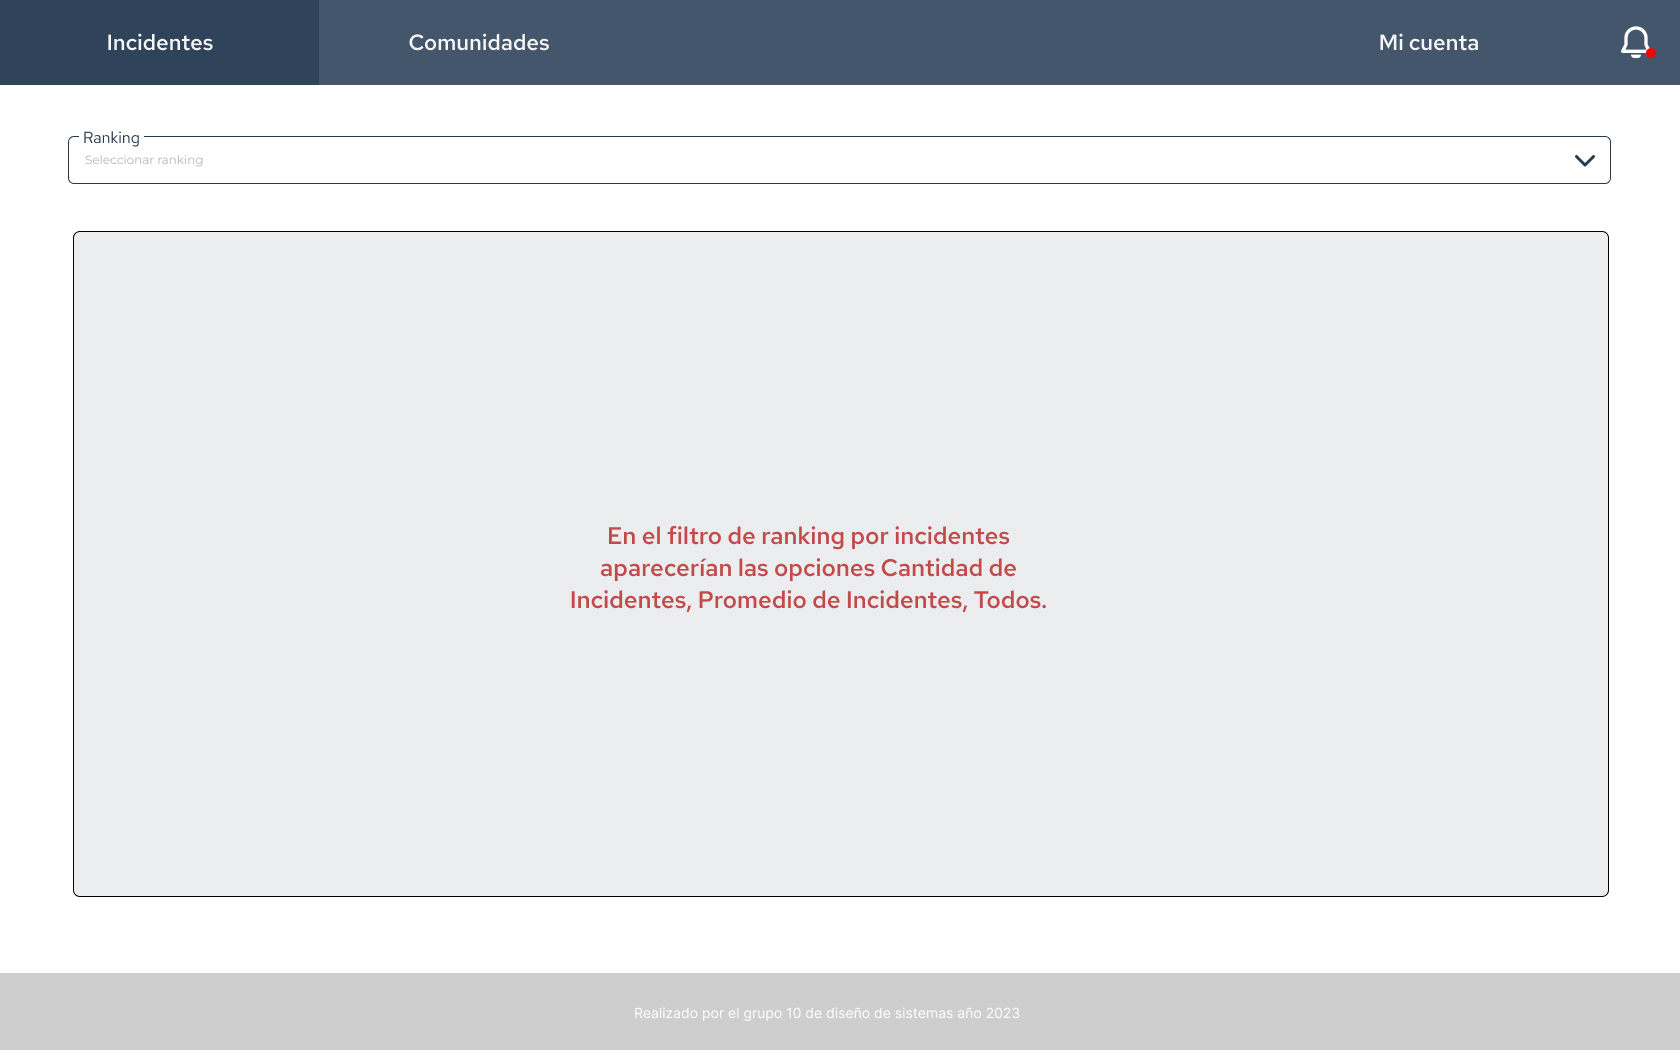 Incidentes
Comunidades
Mi cuenta
Ranking
Seleccionar ranking
En el filtro de ranking por incidentes
aparecerían las opciones Cantidad de
Incidentes, Promedio de Incidentes, Todos.
Realizado por el grupo 10 de diseño de sistemas año 2023